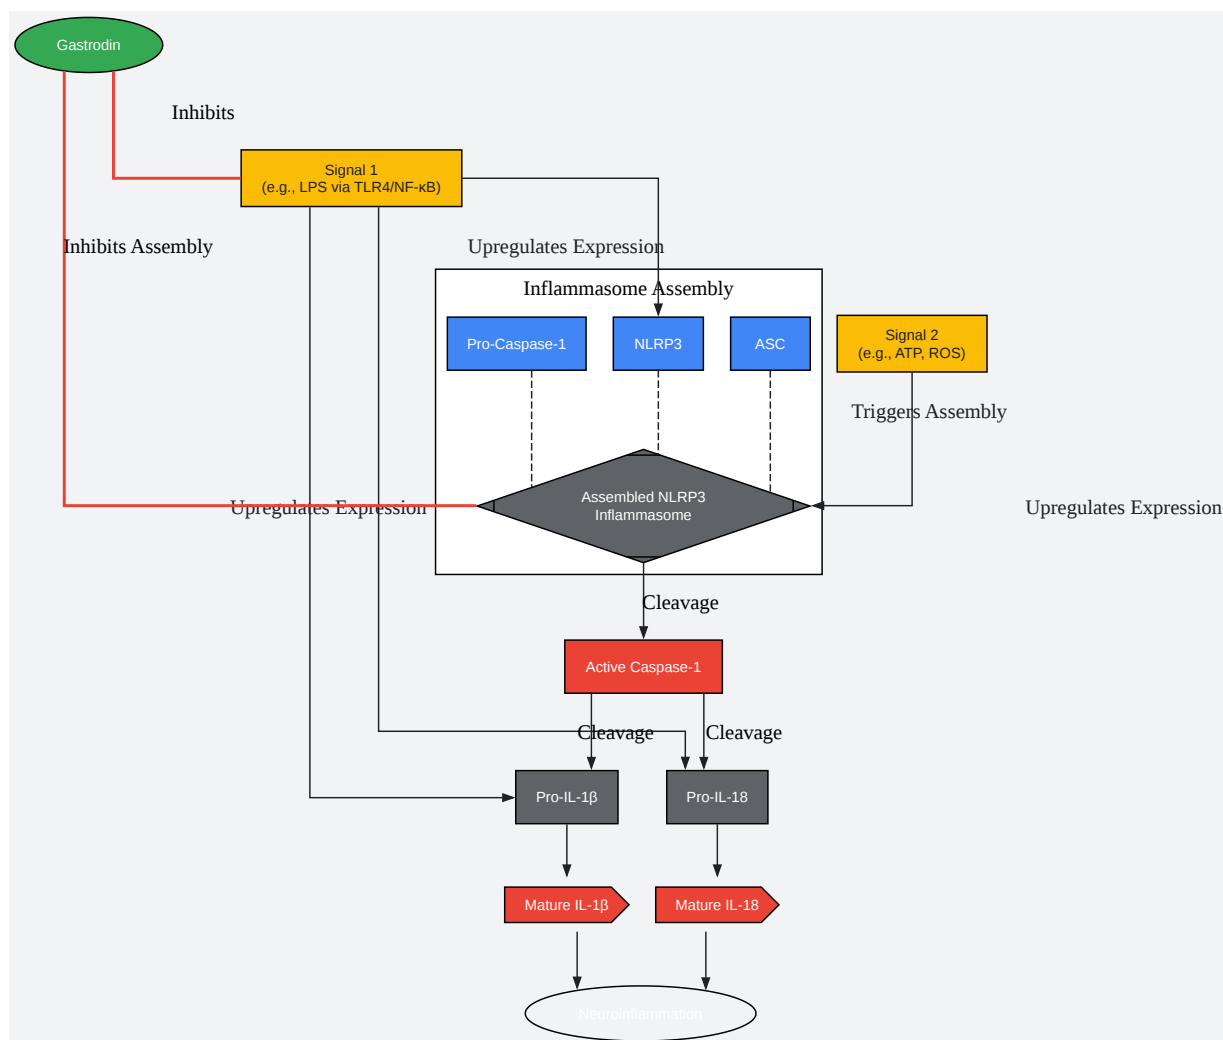 Gastrodin
Inhibits
Signal 1
(e.g., LPS via TLR4/NF-κB)
Inhibits Assembly
Upregulates Expression
Inflammasome Assembly
Pro-Caspase-1
NLRP3
ASC
Signal 2
(e.g., ATP, ROS)
Triggers Assembly
Assembled NLRP3
Inflammasome
Upregulates Expression
Upregulates Expression
Cleavage
Active Caspase-1
Cleavage
Cleavage
Pro-IL-1β
Pro-IL-18
Mature IL-1β
Mature IL-18
Neuroinflammation